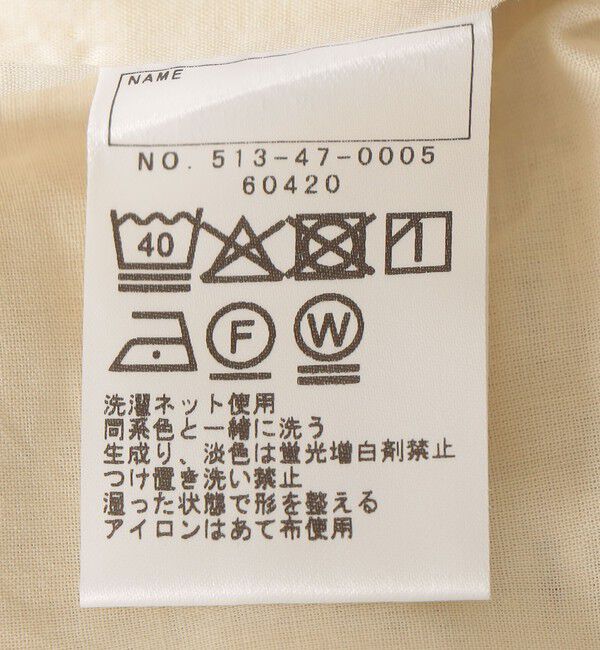 NAME
NO. 513-47-0005
60420
40
F W
洗濯ネット使用
同系色と一緒に洗う
生成り、淡色は蛍光増白剤禁止
つけ置き洗い禁止
湿った状態で形を整える
アイロンはあて布使用